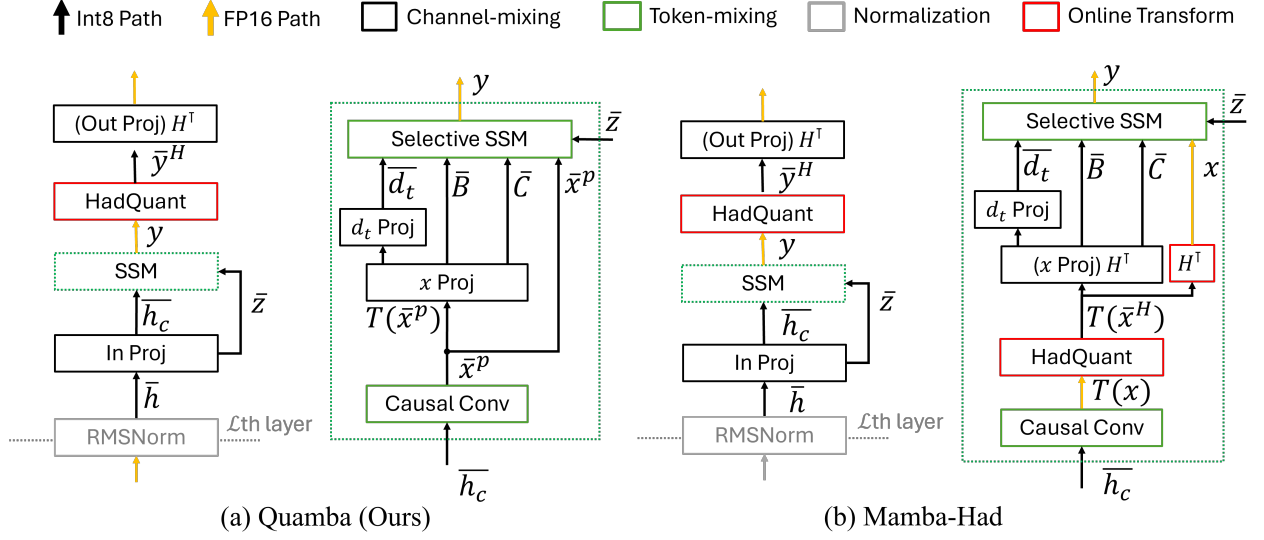 Int8 Path FP16 Path Channel-mixing Token-mixing Normalization Online Transform
(Out Proj) H⊺
ȳᴴ
HadQuant
y
SSM
h̅_c
z̄
In Proj
h̅
RMSNorm
ℒth layer
y
Selective SSM
z̄
d̅_t
B̄
C̄
x̄ᵖ
d_t Proj
x Proj
T(x̄ᵖ)
x̄ᵖ
Causal Conv
h̅_c
(a) Quamba (Ours)
(Out Proj) H⊺
ȳᴴ
HadQuant
y
SSM
h̅_c
z̄
In Proj
h̅
RMSNorm
ℒth layer
y
Selective SSM
z̄
d̅_t
B̄
C̄
x
d_t Proj
(x Proj) H⊺
H⊺
T(x̄ᴴ)
HadQuant
T(x)
Causal Conv
h̅_c
(b) Mamba-Had